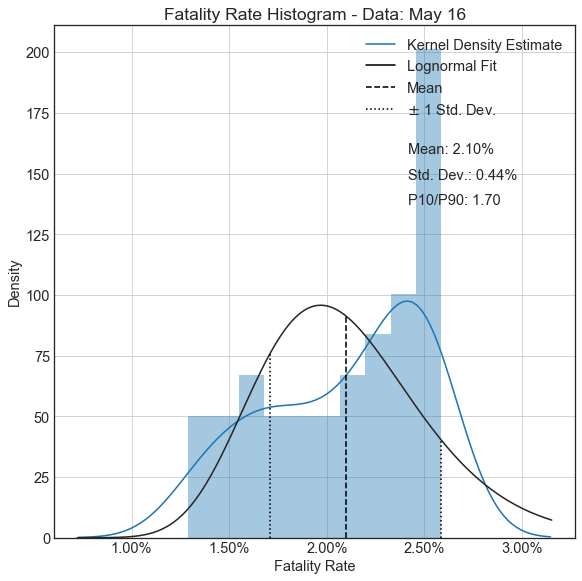 Fatality Rate Histogram - Data: May 16
Kernel Density Estimate
Lognormal Fit
Mean
± 1 Std. Dev.
Mean: 2.10%
Std. Dev.: 0.44%
P10/P90: 1.70
Density
200
175
150
125
100
75
50
25
0
1.00% 1.50% 2.00% 2.50% 3.00%
Fatality Rate